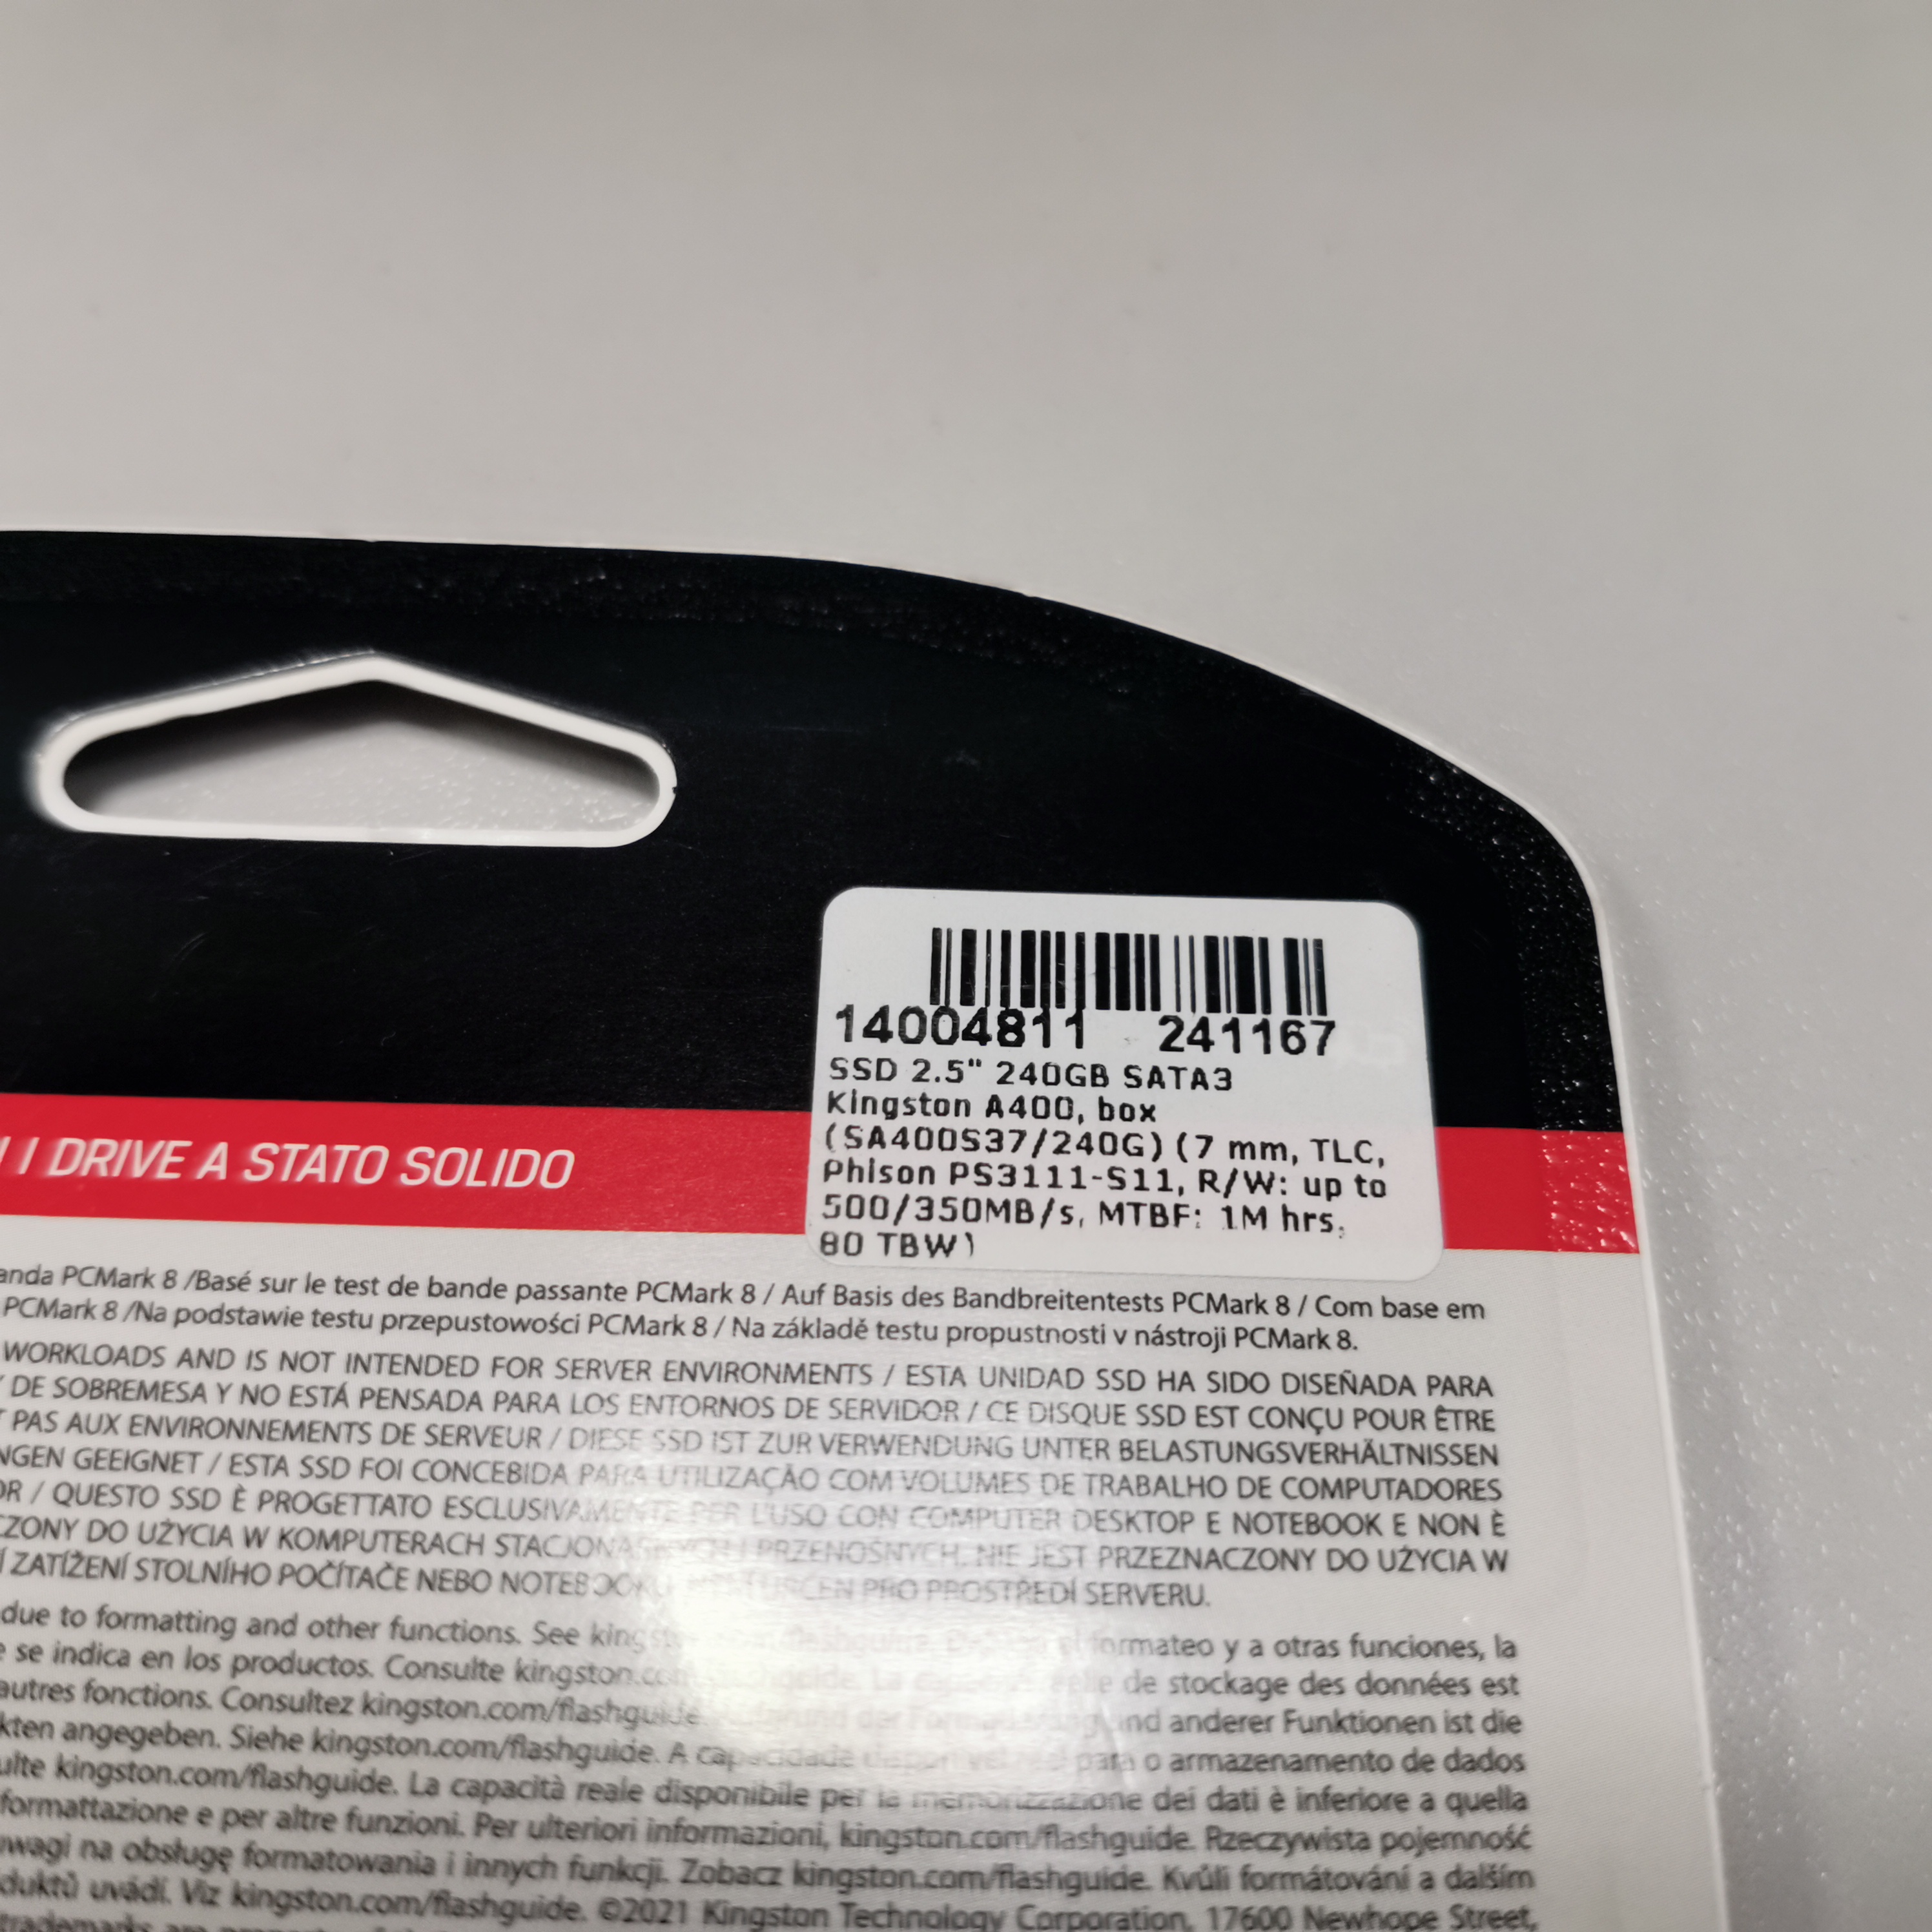 14004811 241167
SSD 2.5" 240GB SATA3
Kingston A400, box
(SA400S37/240G) (7 mm, TLC,
Phison PS3111-S11, R/W: up to
500/350MB/s, MTBF: 1M hrs,
80 TBW)
I DRIVE A STATO SOLIDO
anda PCMark 8 /Basé sur le test de bande passante PCMark 8 / Auf Basis des Bandbreitentests PCMark 8 / Com base em
PCMark 8 /Na podstawie testu przepustowości PCMark 8 / Na základě testu propustnosti v nástroji PCMark 8.
WORKLOADS AND IS NOT INTENDED FOR SERVER ENVIRONMENTS / ESTA UNIDAD SSD HA SIDO DISEÑADA PARA
Y DE SOBREMESA Y NO ESTÁ PENSADA PARA LOS ENTORNOS DE SERVIDOR / CE DISQUE SSD EST CONÇU POUR ÊTRE
T PAS AUX ENVIRONNEMENTS DE SERVEUR / DIESE SSD IST ZUR VERWENDUNG UNTER BELASTUNGSVERHÄLTNISSEN
NGEN GEEIGNET / ESTA SSD FOI CONCEBIDA PARA UTILIZAÇÃO COM VOLUMES DE TRABALHO DE COMPUTADORES
OR / QUESTO SSD È PROGETTATO ESCLUSIVAMENTE PER L'USO CON COMPUTER DESKTOP E NOTEBOOK E NON È
CZONY DO UŻYCIA W KOMPUTERACH STACJONARNYCH I PRZENOŚNYCH. NIE JEST PRZEZNACZONY DO UŻYCIA W
Í ZATÍŽENÍ STOLNÍHO POČÍTAČE NEBO NOTEBOOKU PRO PROSTŘEDÍ SERVERU.
due to formatting and other functions. See formateo y a otras funciones, la
e se indica en los productos. Consulte La de stockage des données est
autres fonctions. Consultez kingston.com/flashguide. und anderer Funktionen ist die
kten angegeben. Siehe kingston.com/flashguide. A capacidade para o armazenamento de dados
ulte kingston.com/flashguide. La capacità reale disponibile per la memorizzazione dei dati è inferiore a quella
formattazione e per altre funzioni. Per ulteriori informazioni, kingston.com/flashguide. Rzeczywista pojemność
uwagi na obsługę formatowania i innych funkcji. Zobacz kingston.com/flashguide. Kvůli formátování a dalším
duktů uvádí. Viz kingston.com/flashguide. ©2021 Kingston Technology Corporation, 17600 Newhope Street,